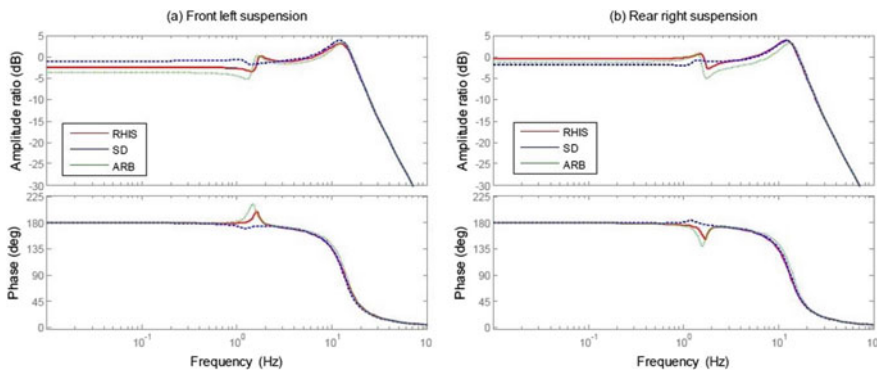 (a) Front left suspension
(b) Rear right suspension
Amplitude ratio (dB)
5
0
-5
-10
-15
-20
-25
-30
RHIS
SD
ARB
Amplitude ratio (dB)
5
0
-5
-10
-15
-20
-25
-30
RHIS
SD
ARB
Phase (deg)
225
180
135
90
45
0
10-1
100
101
10
Frequency (Hz)
Phase (deg)
225
180
135
90
45
0
10-1
100
101
10
Frequency (Hz)